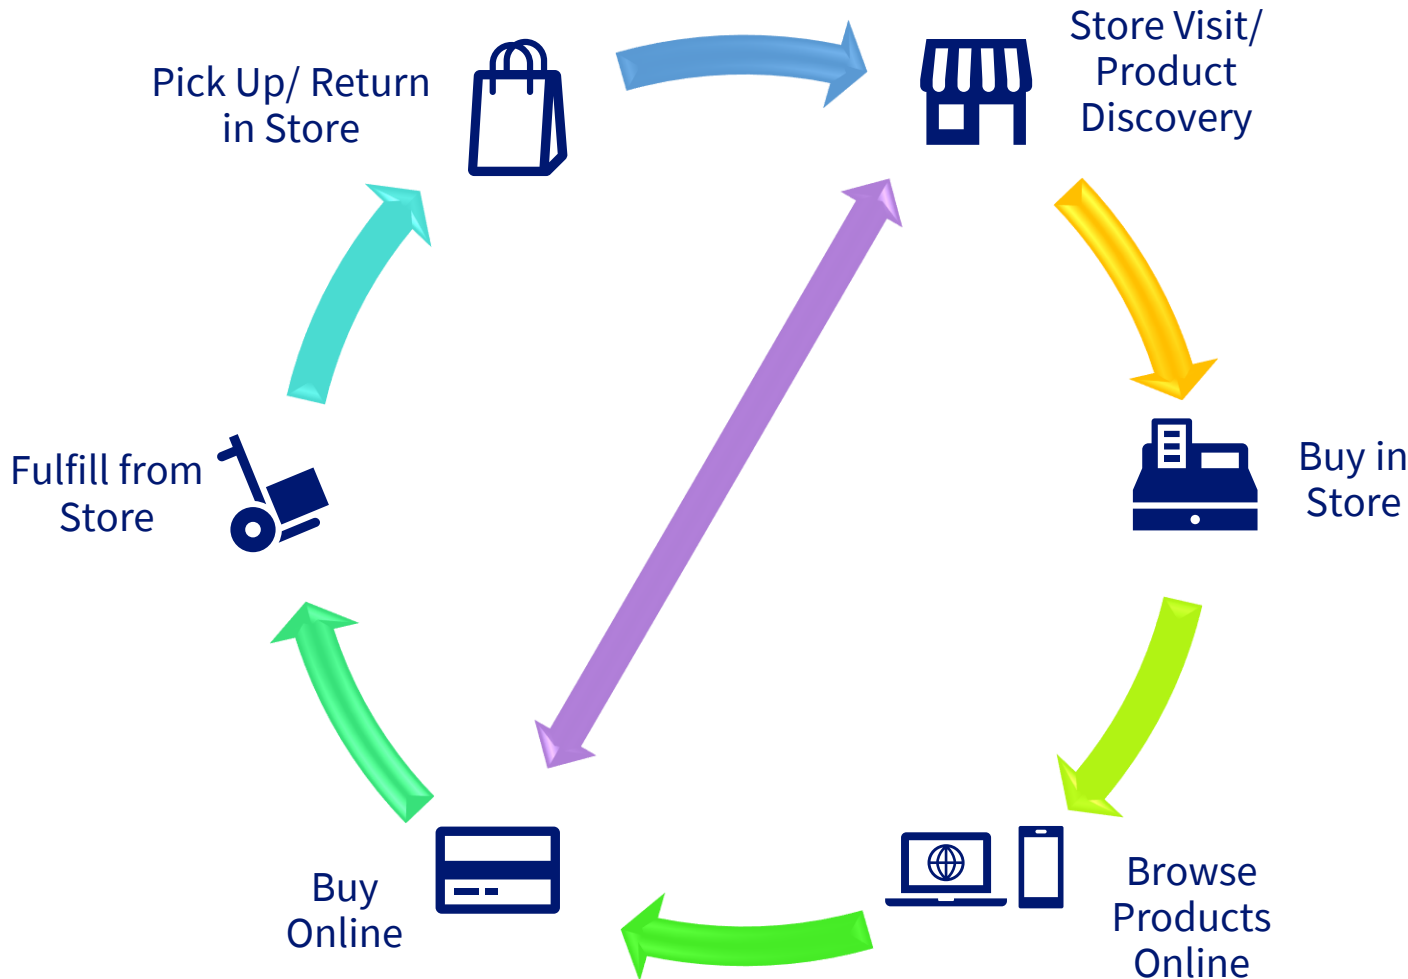 Store Visit/
Product
Discovery
Pick Up/ Return
in Store
Buy in
Store
Fulfill from
Store
Browse
Products
Online
Buy
Online